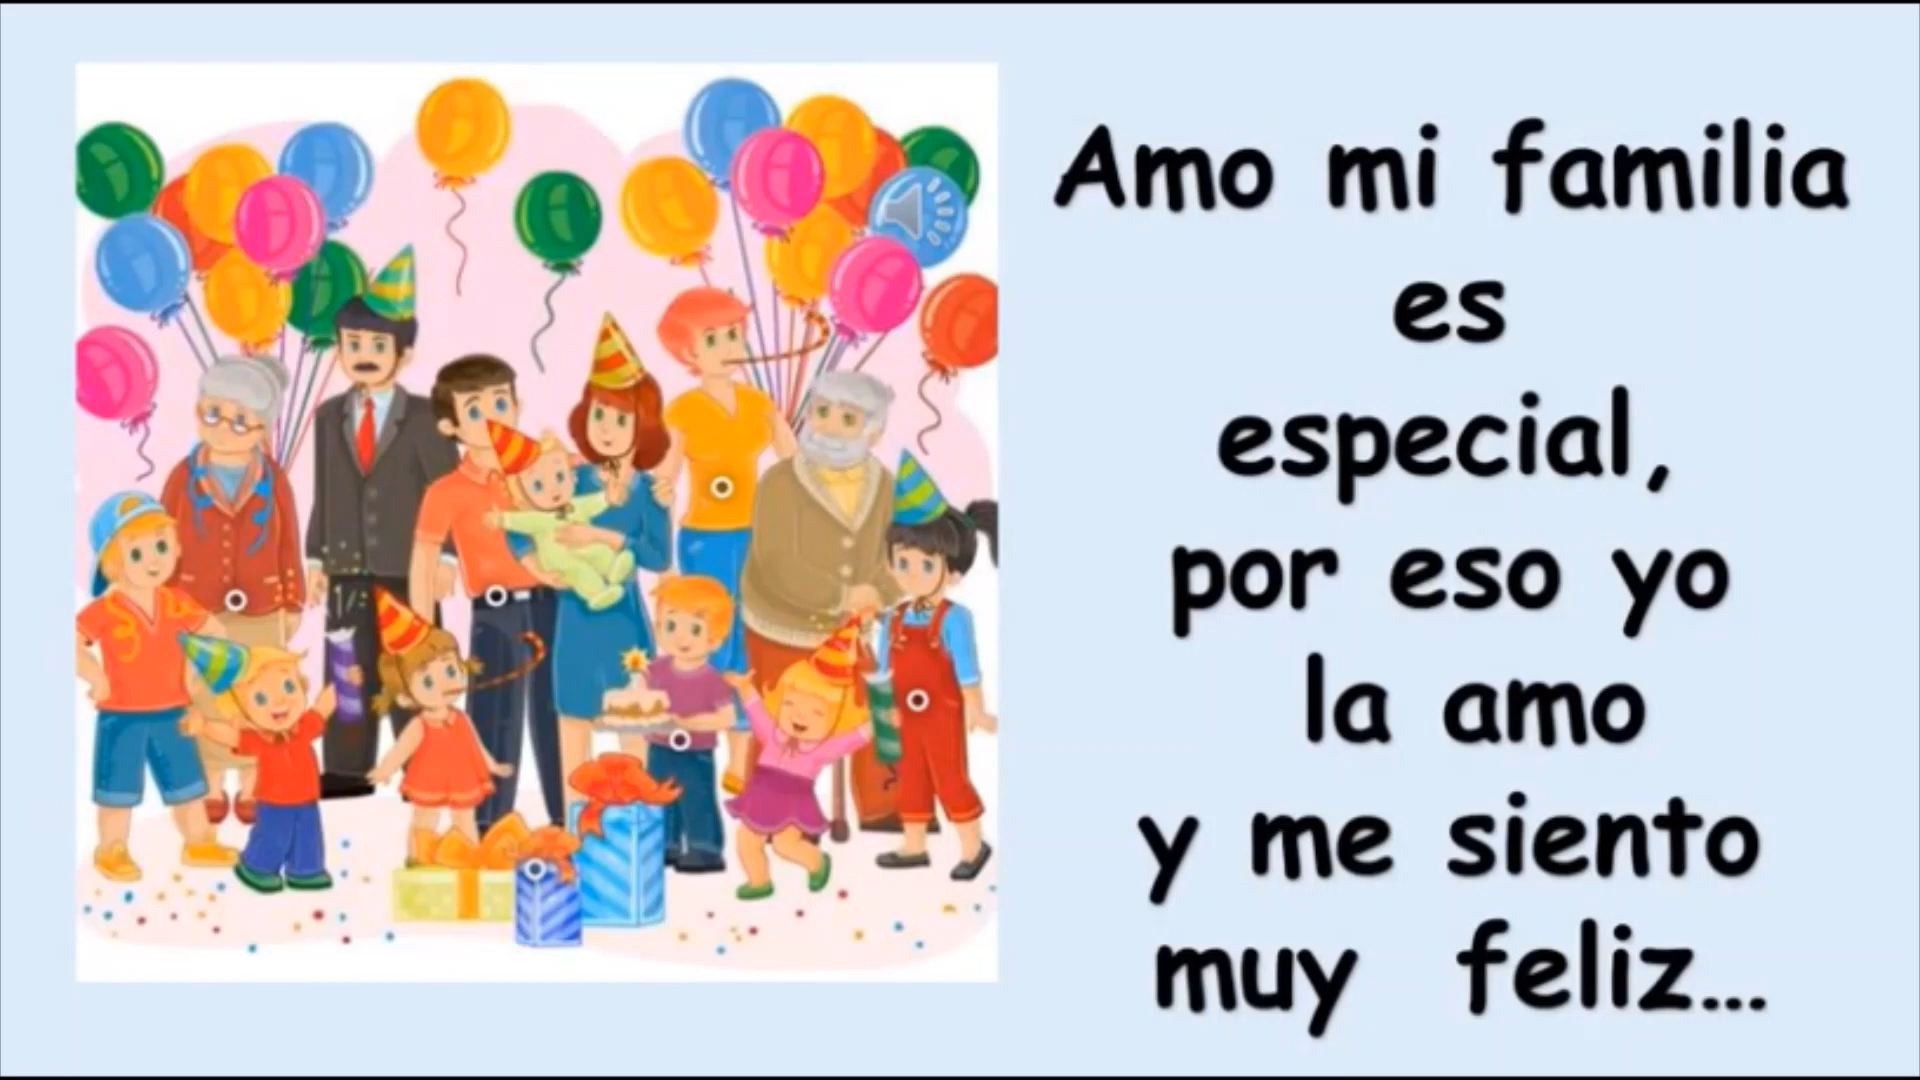 Amo mi familia
es
especial,
por eso yo
la amo
y me siento
muy feliz...